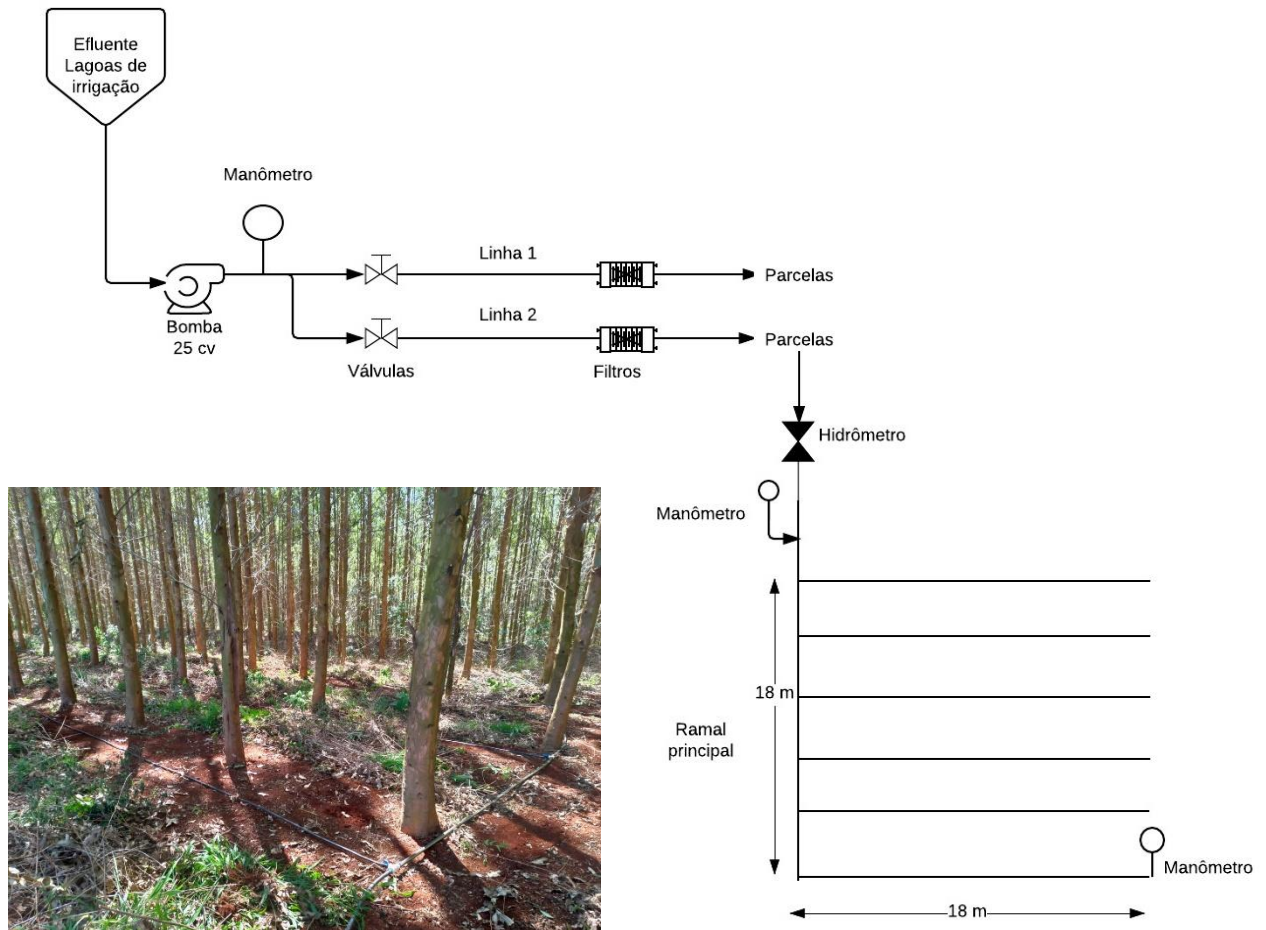 Efluente
Lagoas de
irrigação
Manômetro
Linha 1
Parcelas
Bomba
25 cv
Linha 2
Válvulas
Filtros
Parcelas
Hidrômetro
Manômetro
18 m
Ramal
principal
Manômetro
18 m